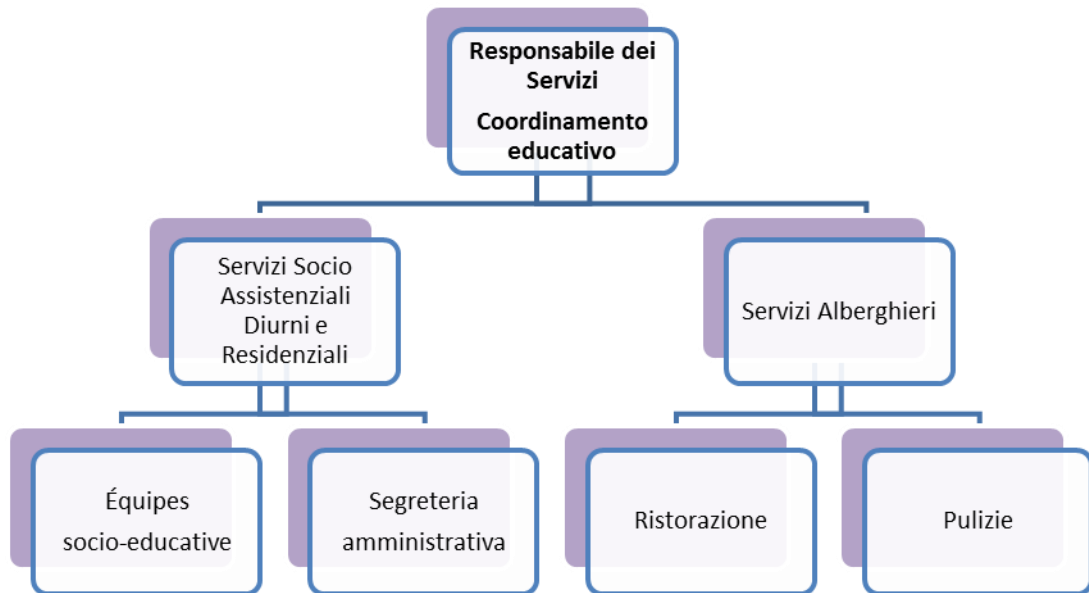 Responsabile dei
Servizi
Coordinamento
educativo
Servizi Socio
Assistenziali
Diurni e
Residenziali
Servizi Alberghieri
Équipes
socio-educative
Segreteria
amministrativa
Ristorazione
Pulizie